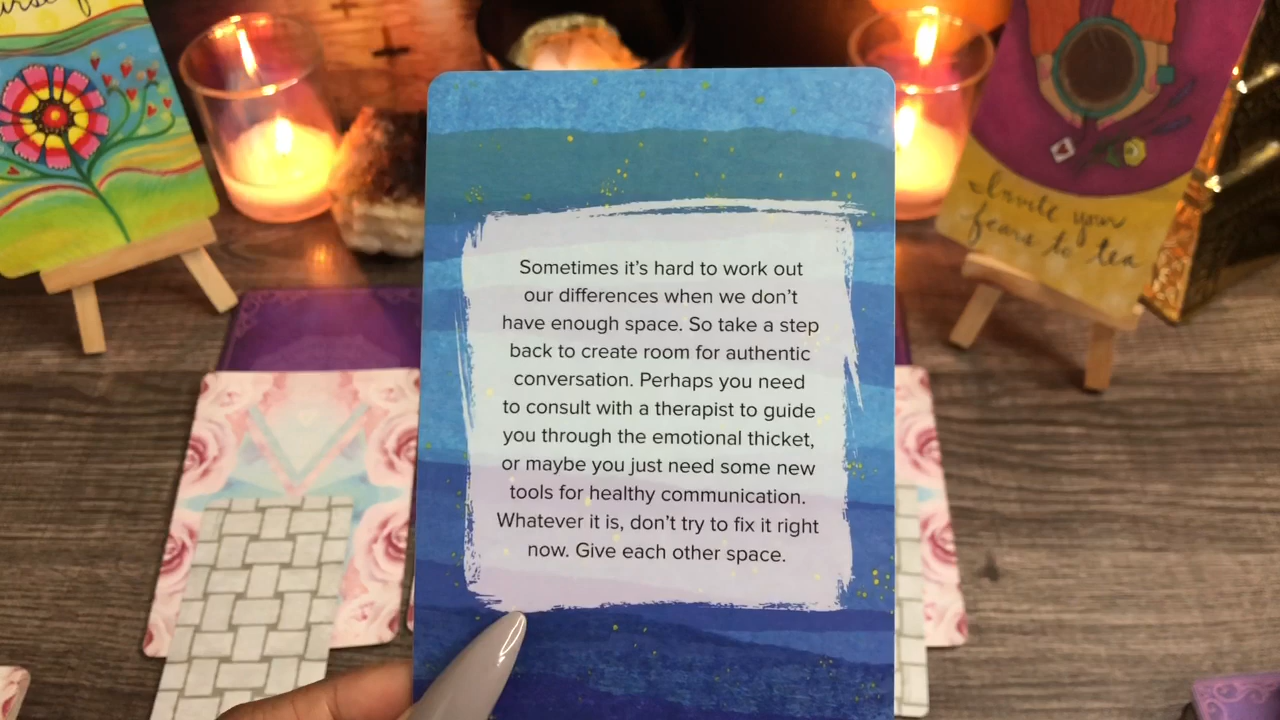 Sometimes it's hard to work out
our differences when we don't
have enough space. So take a step
back to create room for authentic
conversation. Perhaps you need
to consult with a therapist to guide
you through the emotional thicket,
or maybe you just need some new
tools for healthy communication.
Whatever it is, don't try to fix it right
now. Give each other space.
Invite your
fears to tea